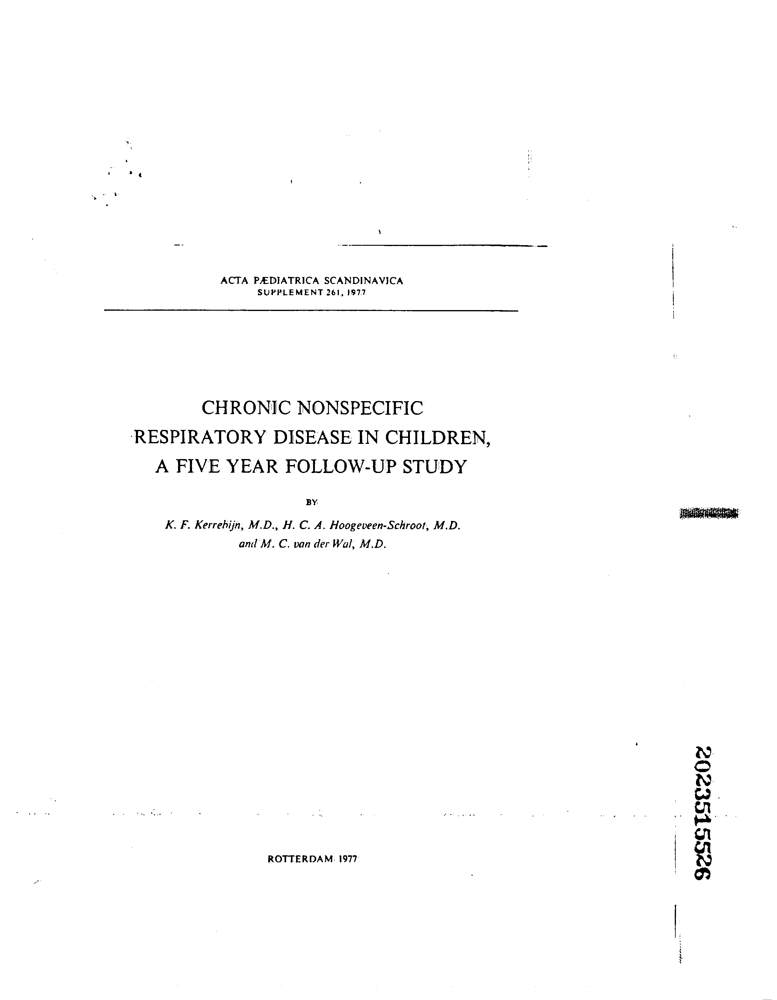 ACTA PÆDIATRICA SCANDINAVICA
SUPPLEMENT 261, 1977
CHRONIC NONSPECIFIC
RESPIRATORY DISEASE IN CHILDREN,
A FIVE YEAR FOLLOW-UP STUDY
BY
K. F. Kerrebijn, M.D., H. C. A. Hoogeveen-Schroot, M.D.
and M. C. van der Wal, M.D.
2023515526
ROTTERDAM 1977